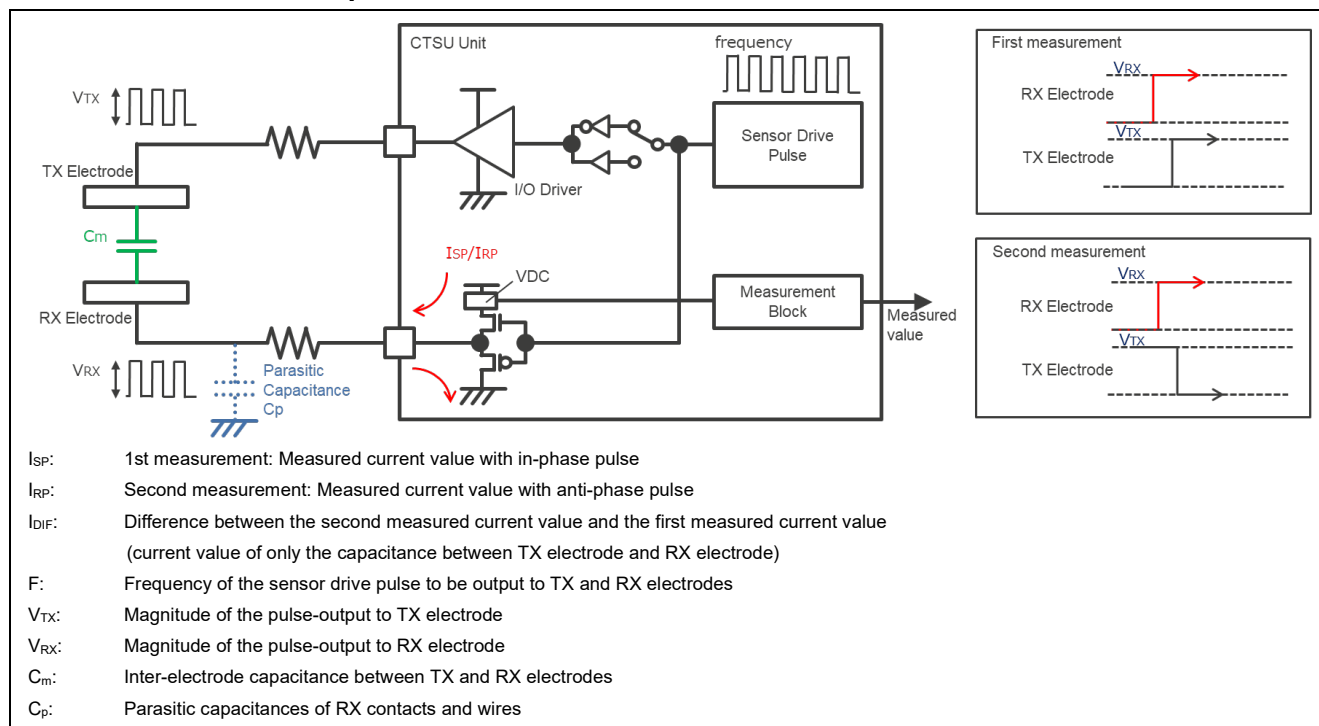 CTSU Unit
frequency
VTX
Sensor Drive
Pulse
I/O Driver
TX Electrode
Cm
RX Electrode
ISP/IRP
VDC
Measurement
Block
Measured
value
VRX
Parasitic
Capacitance
Cp
First measurement
VRX
RX Electrode
VTX
TX Electrode
Second measurement
VRX
RX Electrode
VTX
TX Electrode
ISP: 1st measurement: Measured current value with in-phase pulse
IRP: Second measurement: Measured current value with anti-phase pulse
IDIF: Difference between the second measured current value and the first measured current value
(current value of only the capacitance between TX electrode and RX electrode)
F: Frequency of the sensor drive pulse to be output to TX and RX electrodes
VTX: Magnitude of the pulse-output to TX electrode
VRX: Magnitude of the pulse-output to RX electrode
Cm: Inter-electrode capacitance between TX and RX electrodes
Cp: Parasitic capacitances of RX contacts and wires